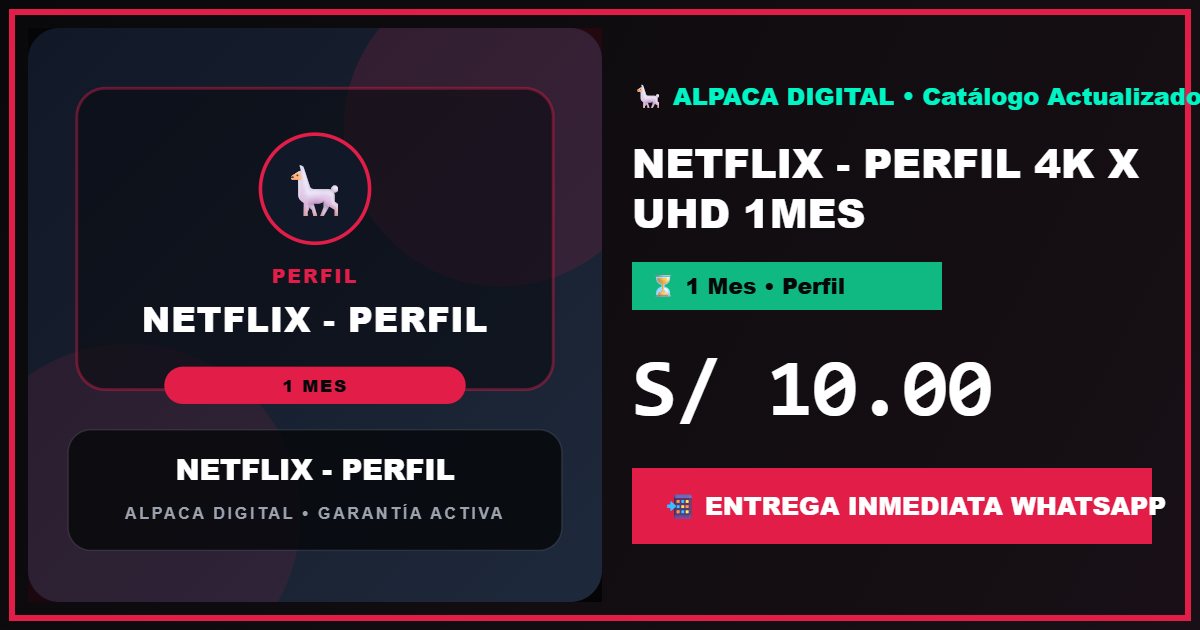 PERFIL
NETFLIX - PERFIL
1 MES
NETFLIX - PERFIL
ALPACA DIGITAL • GARANTÍA ACTIVA
ALPACA DIGITAL • Catálogo Actualizado
NETFLIX - PERFIL 4K X
UHD 1MES
1 Mes • Perfil
S/ 10.00
ENTREGA INMEDIATA WHATSAPP